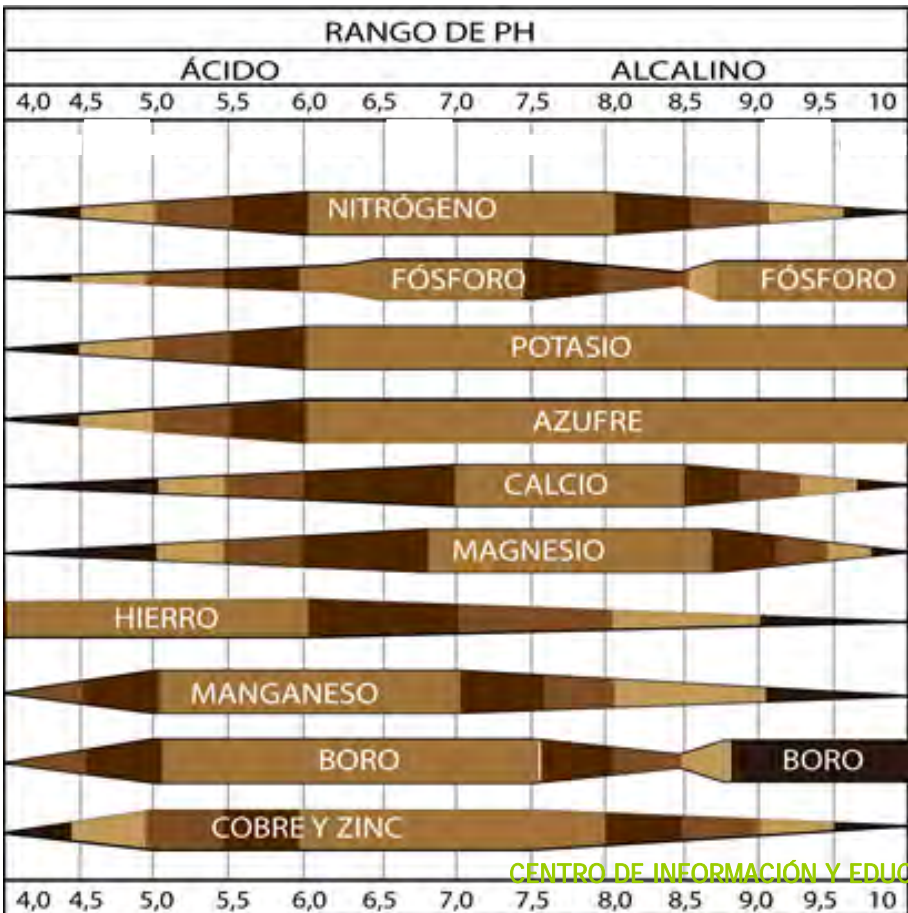 RANGO DE PH
ÁCIDO ALCALINO
4,0 4,5 5,0 5,5 6,0 6,5 7,0 7,5 8,0 8,5 9,0 9,5 10
NITRÓGENO
FÓSFORO FÓSFORO
POTASIO
AZUFRE
CALCIO
MAGNESIO
HIERRO
MANGANESO
BORO BORO
COBRE Y ZINC
CENTRO DE INFORMACIÓN Y EDUC
4,0 4,5 5,0 5,5 6,0 6,5 7,0 7,5 8,0 8,5 9,0 9,5 10